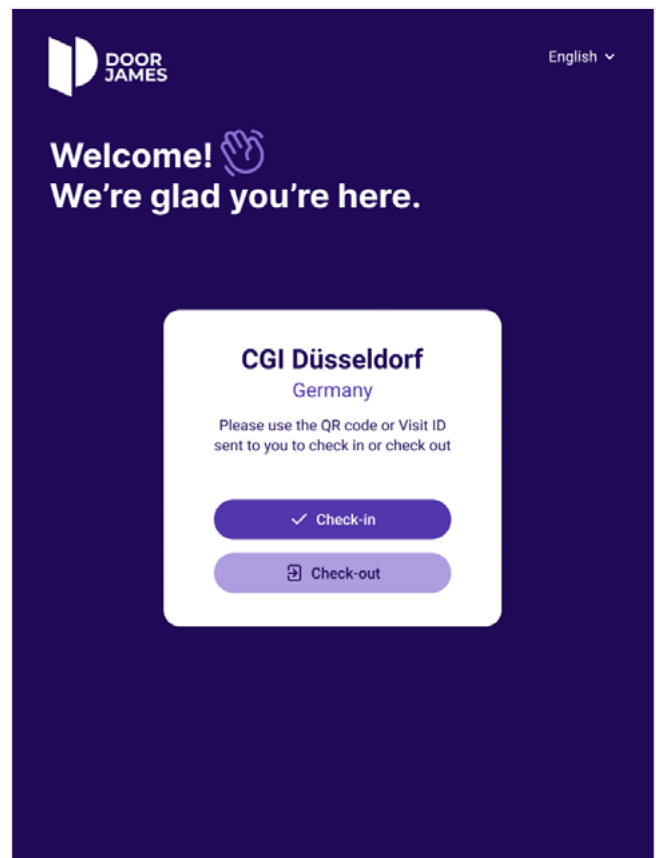 DOOR
JAMES
English
Welcome!
We’re glad you’re here.
CGI Düsseldorf
Germany
Please use the QR code or Visit ID
sent to you to check in or check out
Check-in
Check-out